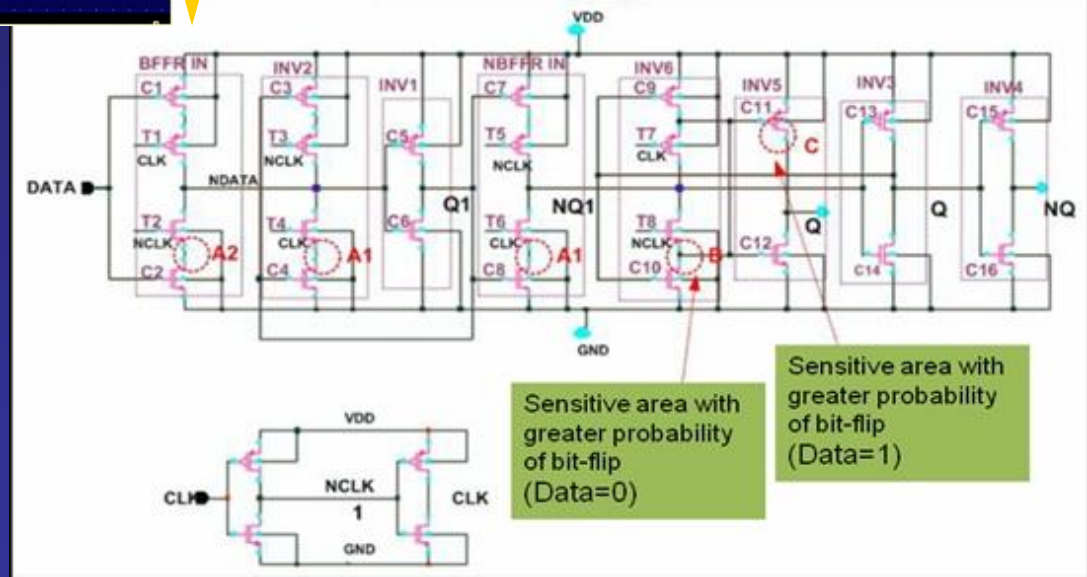 VDD
BFFR IN
INV2
INV1
NBFFR IN
INV6
INV5
INV3
INV4
C1
C3
C5
C7
C9
C11
C13
C15
T1
CLK
T3
NCLK
T5
NCLK
T7
CLK
C
DATA
NDATA
Q1
NQ1
Q
Q
NQ
T2
NCLK
C2
A2
T4
CLK
C4
A1
C6
T6
CLK
C8
A1
T8
NCLK
C10
B
C12
C14
C16
GND
Sensitive area with
greater probability
of bit-flip
(Data=0)
Sensitive area with
greater probability
of bit-flip
(Data=1)
VDD
CLK
NCLK
1
CLK
GND